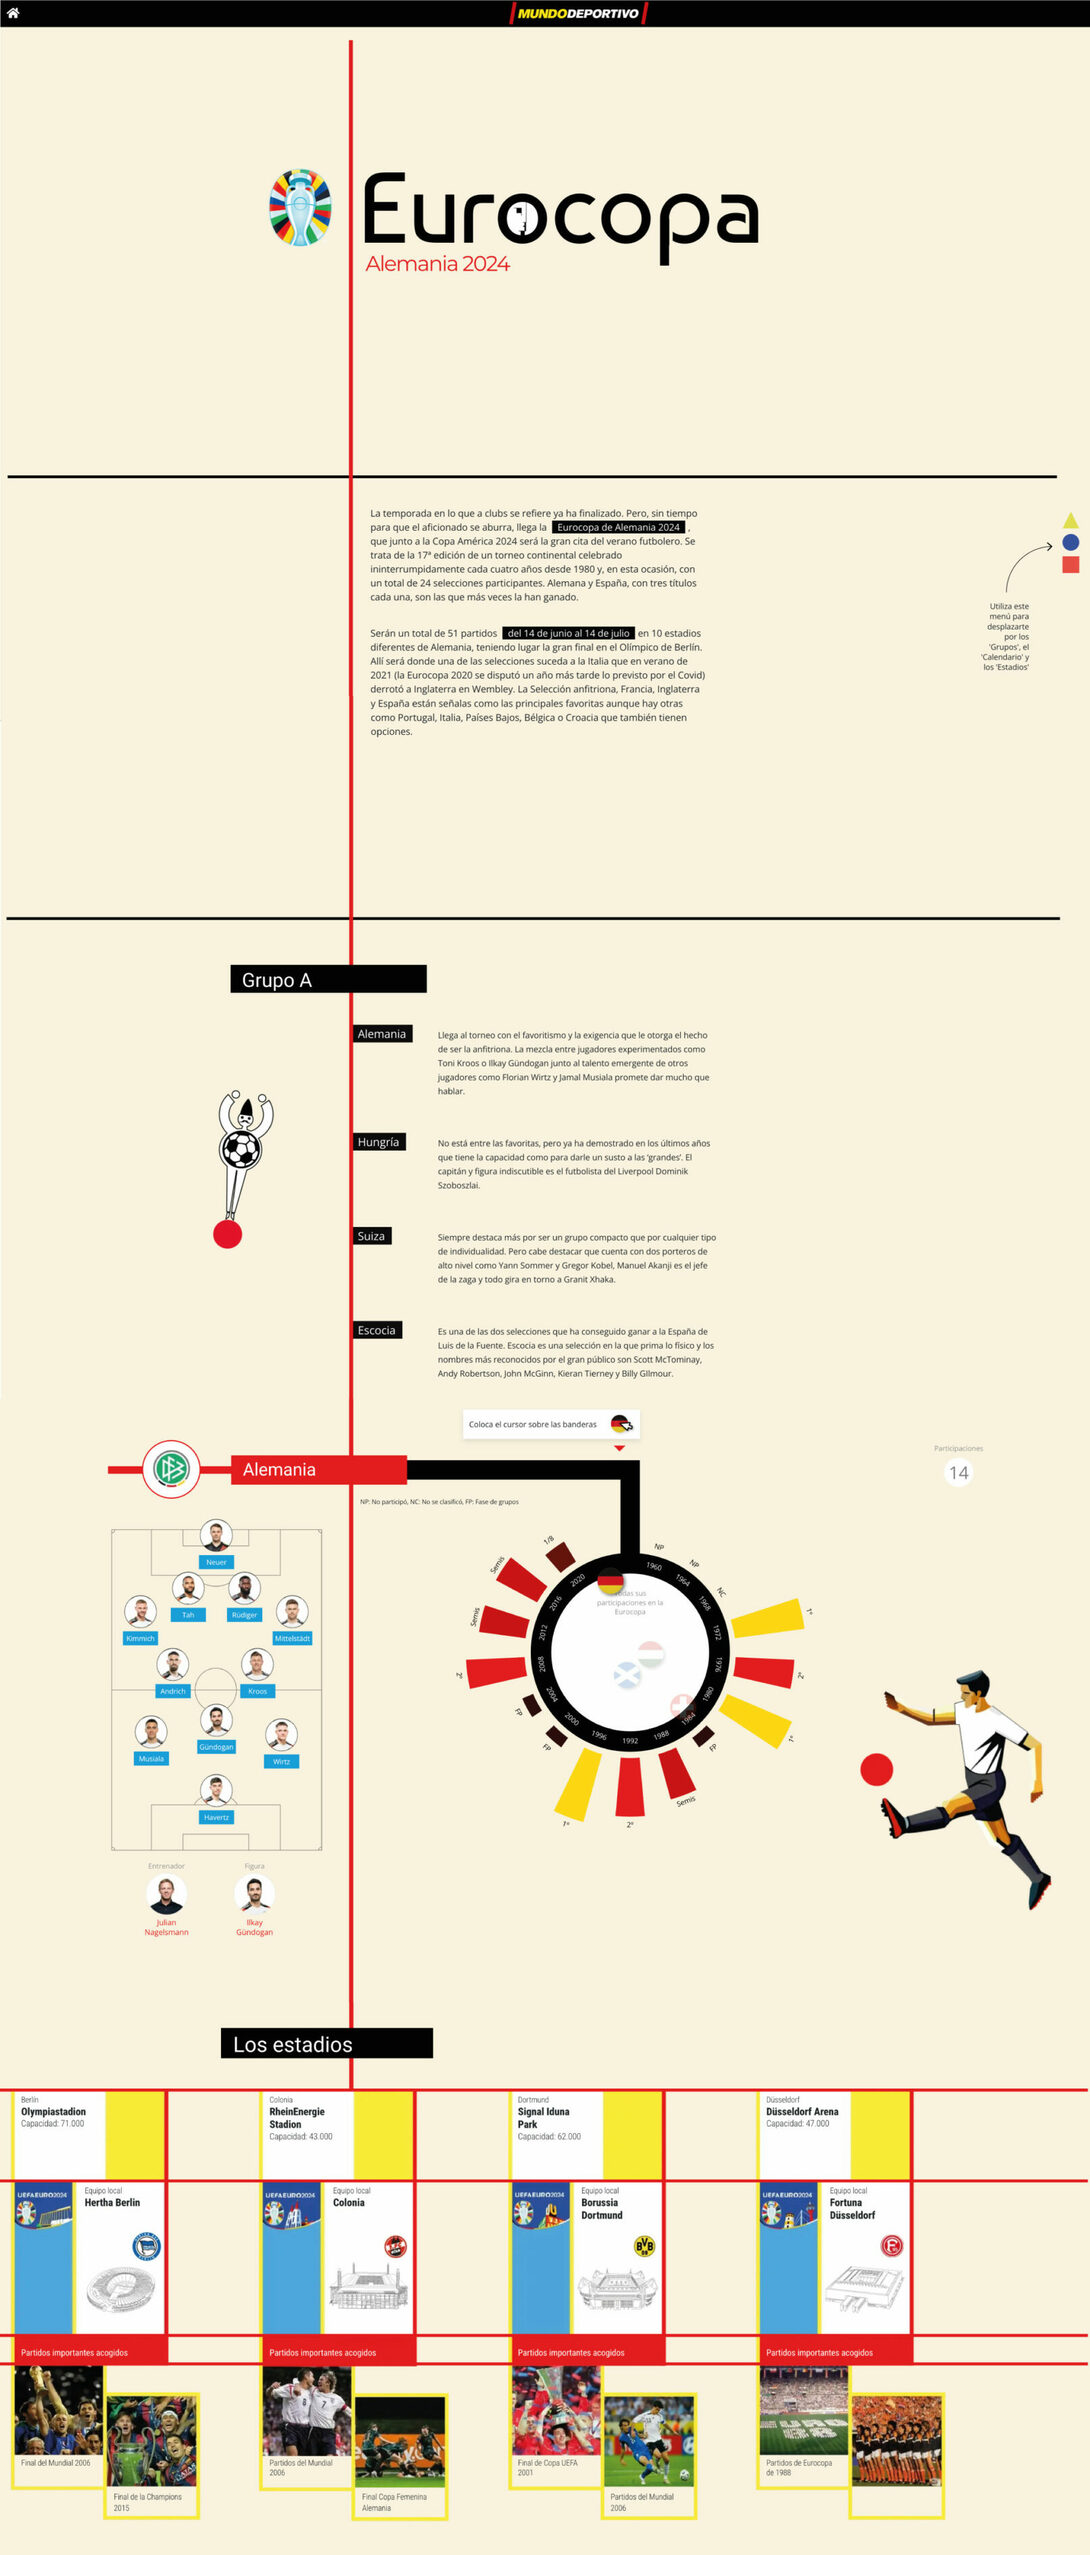 MUNDODEPORTIVO
Eurocopa
Alemania 2024
La temporada en lo que a clubs se refiere ya ha finalizado. Pero, sin tiempo
para que el aficionado se aburra, llega la Eurocopa de Alemania 2024 ,
que junto a la Copa América 2024 será la gran cita del verano futbolero. Se
trata de la 17ª edición de un torneo continental celebrado
ininterrumpidamente cada cuatro años desde 1980 y, en esta ocasión, con
un total de 24 selecciones participantes. Alemana y España, con tres títulos
cada una, son las que más veces la han ganado.
Serán un total de 51 partidos del 14 de junio al 14 de julio en 10 estadios
diferentes de Alemania, teniendo lugar la gran final en el Olímpico de Berlín.
Allí será donde una de las selecciones suceda a la Italia que en verano de
2021 (la Eurocopa 2020 se disputó un año más tarde lo previsto por el Covid)
derrotó a Inglaterra en Wembley. La Selección anfitriona, Francia, Inglaterra
y España están señalas como las principales favoritas aunque hay otras
como Portugal, Italia, Países Bajos, Bélgica o Croacia que también tienen
opciones.
Utiliza este
menú para
desplazarte
por los
'Grupos', el
'Calendario' y
los 'Estadios'
Grupo A
Alemania
Llega al torneo con el favoritismo y la exigencia que le otorga el hecho
de ser la anfitriona. La mezcla entre jugadores experimentados como
Toni Kroos o Ilkay Gündogan junto al talento emergente de otros
jugadores como Florian Wirtz y Jamal Musiala promete dar mucho que
hablar.
Hungría
No está entre las favoritas, pero ya ha demostrado en los últimos años
que tiene la capacidad como para darle un susto a las 'grandes'. El
capitán y figura indiscutible es el futbolista del Liverpool Dominik
Szoboszlai.
Suiza
Siempre destaca más por ser un grupo compacto que por cualquier tipo
de individualidad. Pero cabe destacar que cuenta con dos porteros de
alto nivel como Yann Sommer y Gregor Kobel, Manuel Akanji es el jefe
de la zaga y todo gira en torno a Granit Xhaka.
Escocia
Es una de las dos selecciones que ha conseguido ganar a la España de
Luis de la Fuente. Escocia es una selección en la que prima lo físico y los
nombres más reconocidos por el gran público son Scott McTominay,
Andy Robertson, John McGinn, Kieran Tierney y Billy Gilmour.
Coloca el cursor sobre las banderas
Participaciones
14
Alemania
NP: No participó, NC: No se clasificó, FP: Fase de grupos
Neuer
Tah
Rüdiger
Kimmich
Mittelstädt
Andrich
Kroos
Musiala
Gündogan
Wirtz
Havertz
Entrenador
Julian
Nagelsmann
Figura
Ilkay
Gündogan
Todas sus
participaciones en la
Eurocopa
1960 NP
1964 NP
1968 NC
1972 1º
1976 2º
1980 1º
1984 FP
1988 Semis
1992 2º
1996 1º
2000 FP
2004 FP
2008 2º
2012 Semis
2016 Semis
2020 1/8
Los estadios
Berlín
Olympiastadion
Capacidad: 71.000
Colonia
RheinEnergie
Stadion
Capacidad: 43.000
Dortmund
Signal Iduna
Park
Capacidad: 62.000
Düsseldorf
Düsseldorf Arena
Capacidad: 47.000
UEFA EURO2024
Equipo local
Hertha Berlin
UEFA EURO2024
Equipo local
Colonia
UEFA EURO2024
Equipo local
Borussia
Dortmund
BVB
09
UEFA EURO2024
Equipo local
Fortuna
Düsseldorf
F
Partidos importantes acogidos
Partidos importantes acogidos
Partidos importantes acogidos
Partidos importantes acogidos
Final del Mundial 2006
Final de la Champions
2015
Partidos del Mundial
2006
Final Copa Femenina
Alemania
Final de Copa UEFA
2001
Partidos del Mundial
2006
Partidos de Eurocopa
de 1988